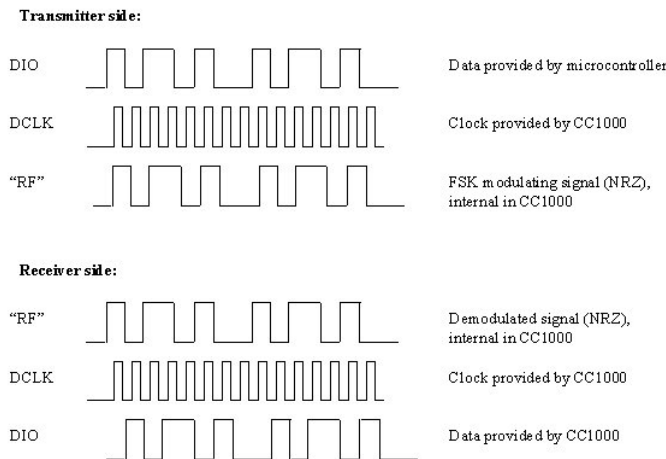 Transmitter side:
DIO
Data provided by microcontroller
DCLK
Clock provided by CC1000
“RF”
FSK modulating signal (NRZ),
internal in CC1000
Receiver side:
“RF”
Demodulated signal (NRZ),
internal in CC1000
DCLK
Clock provided by CC1000
DIO
Data provided by CC1000